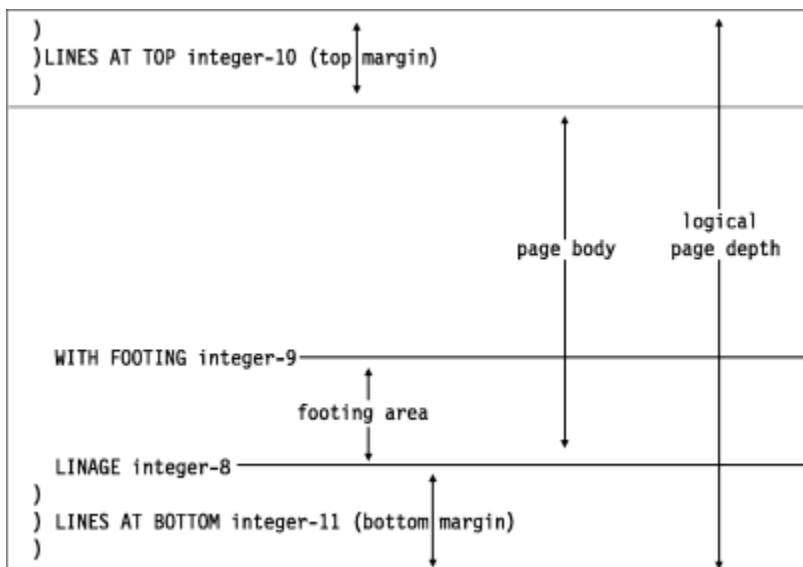 )
)LINES AT TOP integer-10 (top margin)
)
logical
page body
page depth
WITH FOOTING integer-9
footing area
LINAGE integer-8
)
) LINES AT BOTTOM integer-11 (bottom margin)
)